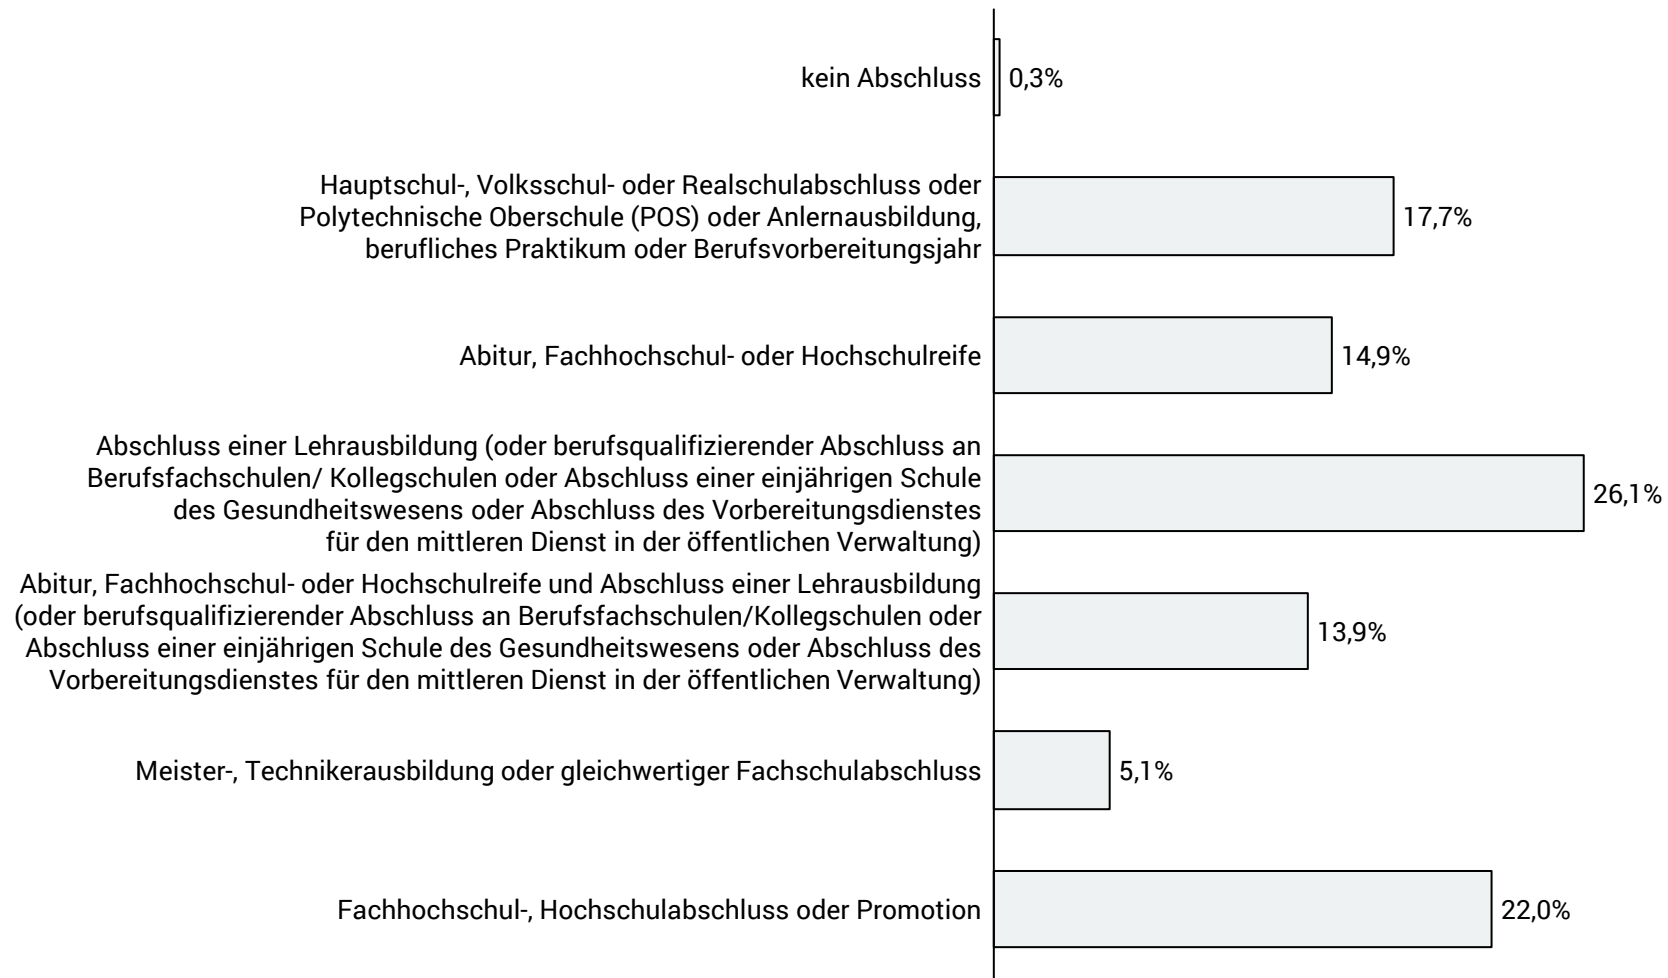 kein Abschluss
0,3%
Hauptschul-, Volksschul- oder Realschulabschluss oder
Polytechnische Oberschule (POS) oder Anlernausbildung,
berufliches Praktikum oder Berufsvorbereitungsjahr
17,7%
Abitur, Fachhochschul- oder Hochschulreife
14,9%
Abschluss einer Lehrausbildung (oder berufsqualifizierender Abschluss an
Berufsfachschulen/ Kollegschulen oder Abschluss einer einjährigen Schule
des Gesundheitswesens oder Abschluss des Vorbereitungsdienstes
für den mittleren Dienst in der öffentlichen Verwaltung)
26,1%
Abitur, Fachhochschul- oder Hochschulreife und Abschluss einer Lehrausbildung
(oder berufsqualifizierender Abschluss an Berufsfachschulen/Kollegschulen oder
Abschluss einer einjährigen Schule des Gesundheitswesens oder Abschluss des
Vorbereitungsdienstes für den mittleren Dienst in der öffentlichen Verwaltung)
13,9%
Meister-, Technikerausbildung oder gleichwertiger Fachschulabschluss
5,1%
Fachhochschul-, Hochschulabschluss oder Promotion
22,0%